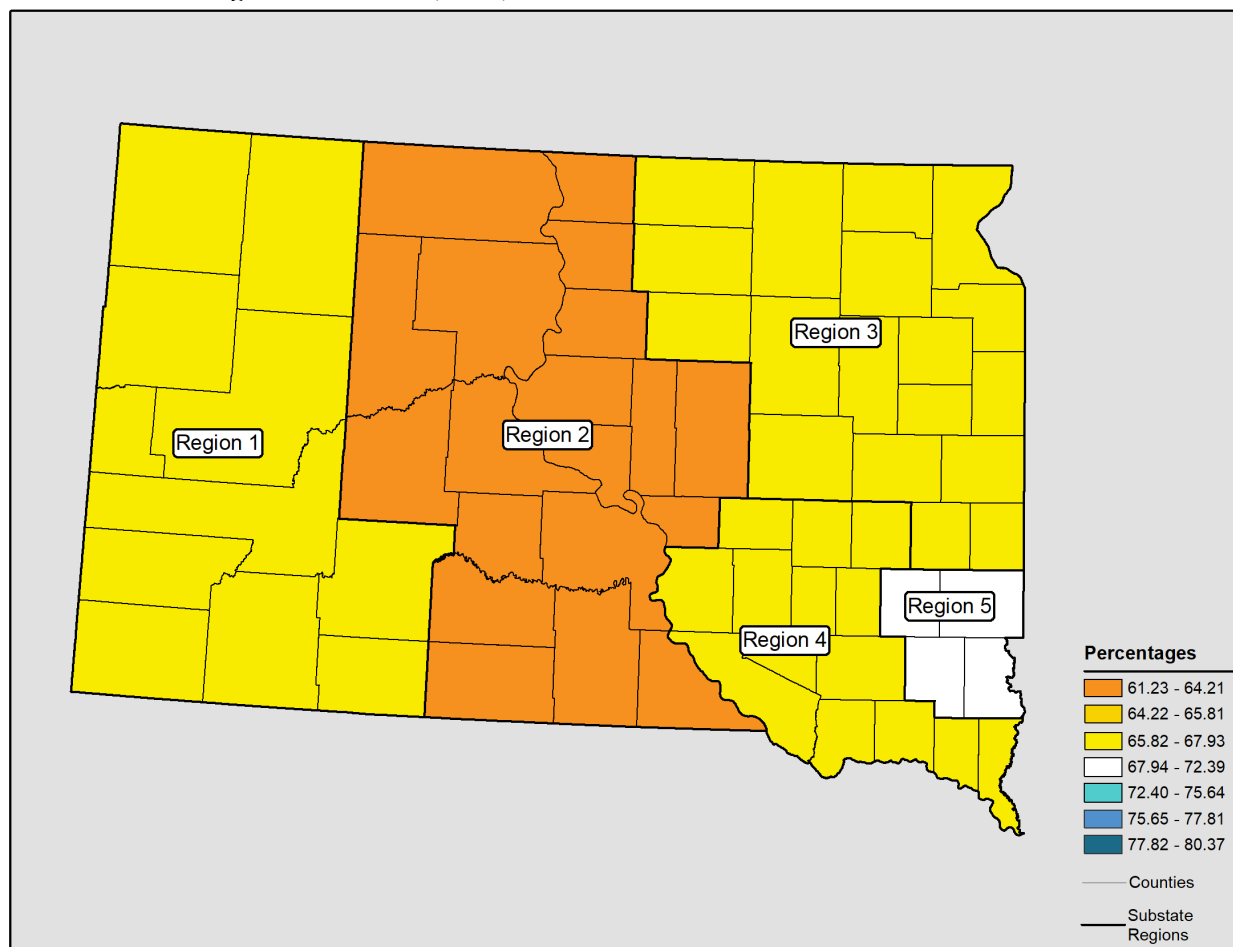 Region 3
Region 2
Region 1
Region 5
Region 4
Percentages
61.23 - 64.21
64.22 - 65.81
65.82 - 67.93
67.94 - 72.39
72.40 - 75.64
75.65 - 77.81
77.82 - 80.37
Counties
Substate
Regions